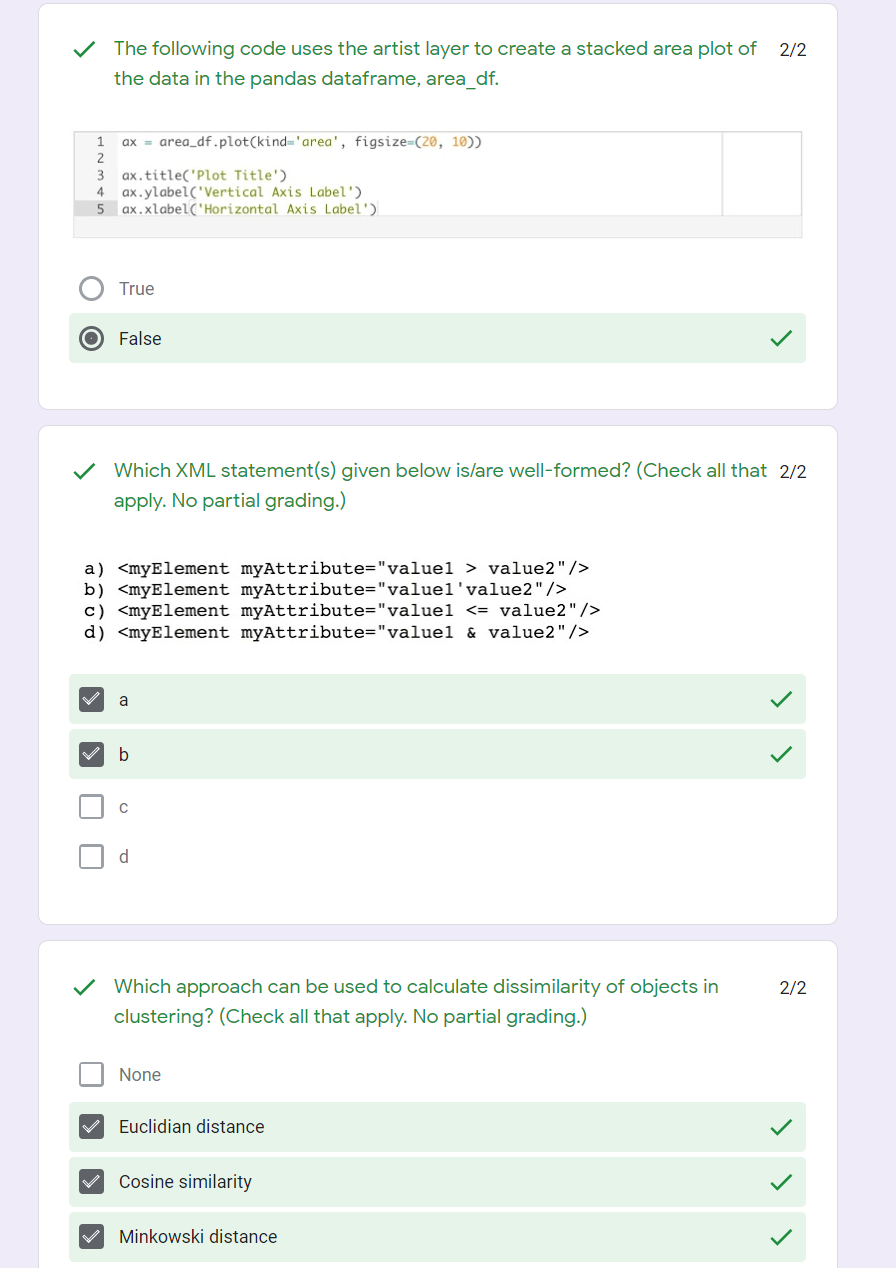 The following code uses the artist layer to create a stacked area plot of 2/2
the data in the pandas dataframe, area_df.
1 ax = area_df.plot(kind='area', figsize=(20, 10))
2
3 ax.title('Plot Title')
4 ax.ylabel('Vertical Axis Label')
5 ax.xlabel('Horizontal Axis Label')
True
False
Which XML statement(s) given below is/are well-formed? (Check all that 2/2
apply. No partial grading.)
a) <myElement myAttribute="value1 > value2"/>
b) <myElement myAttribute="value1'value2"/>
c) <myElement myAttribute="value1 <= value2"/>
d) <myElement myAttribute="value1 & value2"/>
a
b
c
d
Which approach can be used to calculate dissimilarity of objects in 2/2
clustering? (Check all that apply. No partial grading.)
None
Euclidian distance
Cosine similarity
Minkowski distance